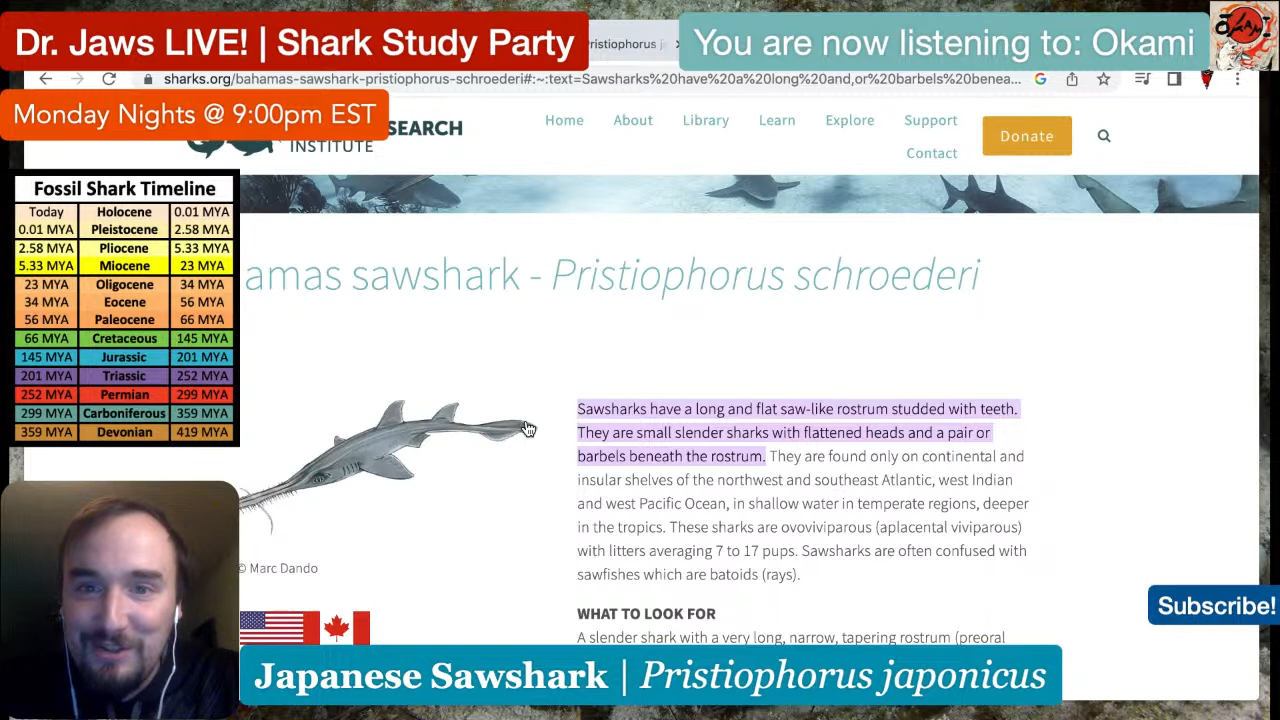 Dr. Jaws LIVE! | Shark Study Party
You are now listening to: Okami
Pristiophorus j
sharks.org/bahamas-sawshark-pristiophorus-schroederi#:~:text=Sawsharks%20have%20a%20long%20and,or%20barbels%20benea...
Monday Nights @ 9:00pm EST
SEARCH
INSTITUTE
Home About Library Learn Explore Support
Contact
Donate
Fossil Shark Timeline
Today Holocene 0.01 MYA
0.01 MYA Pleistocene 2.58 MYA
2.58 MYA Pliocene 5.33 MYA
5.33 MYA Miocene 23 MYA
23 MYA Oligocene 34 MYA
34 MYA Eocene 56 MYA
56 MYA Paleocene 66 MYA
66 MYA Cretaceous 145 MYA
145 MYA Jurassic 201 MYA
201 MYA Triassic 252 MYA
252 MYA Permian 299 MYA
299 MYA Carboniferous 359 MYA
359 MYA Devonian 419 MYA
amas sawshark - Pristiophorus schroederi
Sawsharks have a long and flat saw-like rostrum studded with teeth.
They are small slender sharks with flattened heads and a pair or
barbels beneath the rostrum. They are found only on continental and
insular shelves of the northwest and southeast Atlantic, west Indian
and west Pacific Ocean, in shallow water in temperate regions, deeper
in the tropics. These sharks are ovoviviparous (aplacental viviparous)
with litters averaging 7 to 17 pups. Sawsharks are often confused with
sawfishes which are batoids (rays).
© Marc Dando
WHAT TO LOOK FOR
A slender shark with a very long, narrow, tapering rostrum (preoral
Subscribe!
Japanese Sawshark | Pristiophorus japonicus